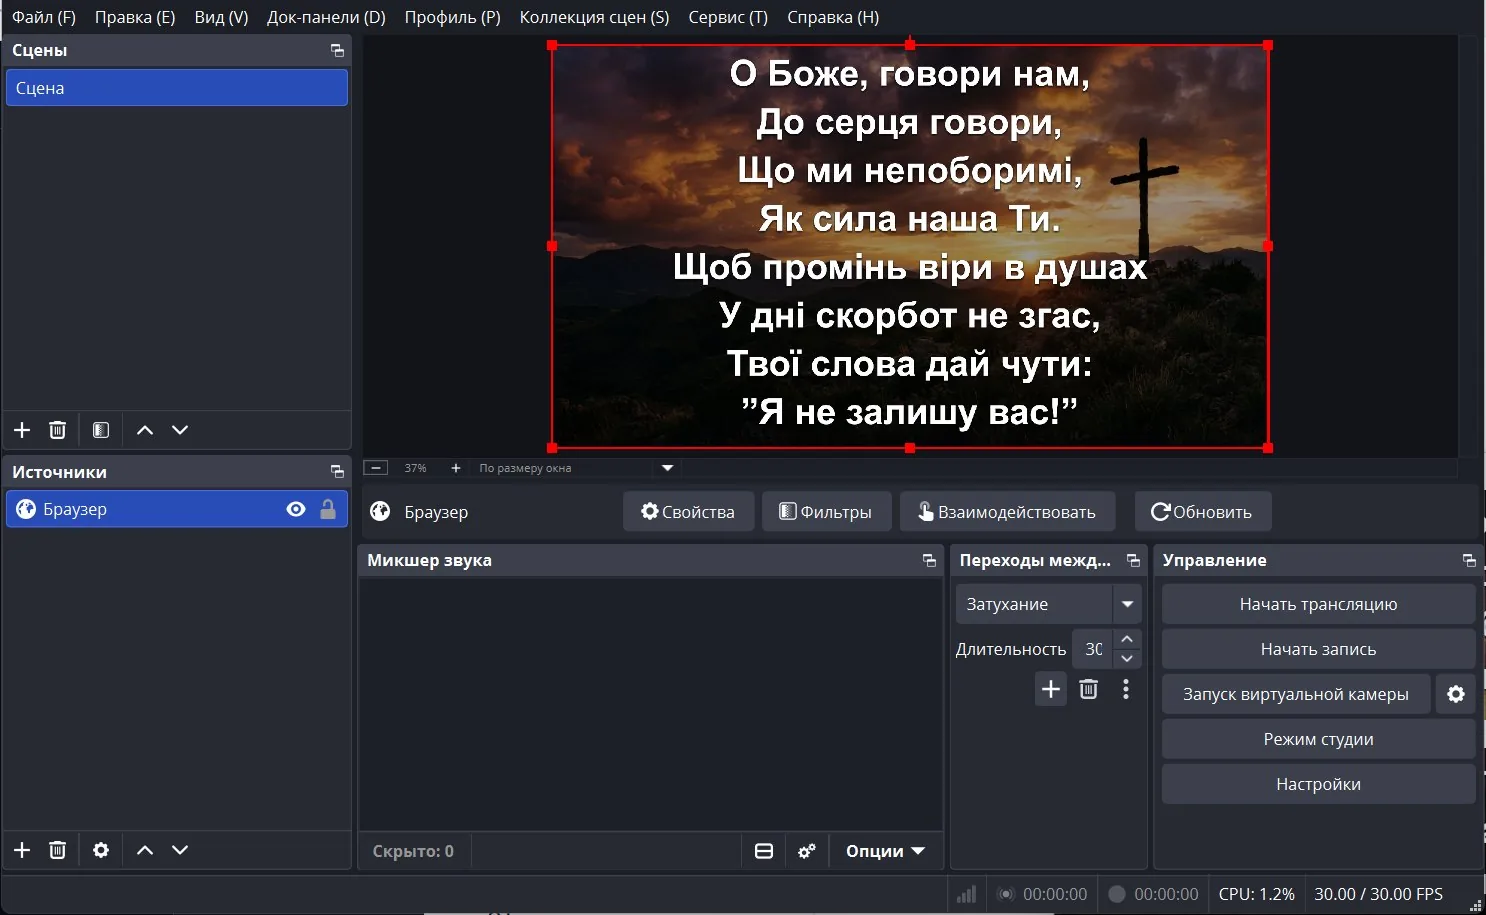 Файл (F) Правка (E) Вид (V) Док-панели (D) Профиль (P) Коллекция сцен (S) Сервис (T) Справка (H)
Сцены
Сцена
О Боже, говори нам,
До серця говори,
Що ми непоборимі,
Як сила наша Ти.
Щоб промінь віри в душах
У дні скорбот не згас,
Твої слова дай чути:
”Я не залишу вас!”
37% По размеру окна
Источники
Браузер
Браузер Свойства Фильтры Взаимодействовать Обновить
Микшер звука
Скрыто: 0 Опции
Переходы межд...
Затухание
Длительность 30
Управление
Начать трансляцию
Начать запись
Запуск виртуальной камеры
Режим студии
Настройки
00:00:00 00:00:00 CPU: 1.2% 30.00 / 30.00 FPS